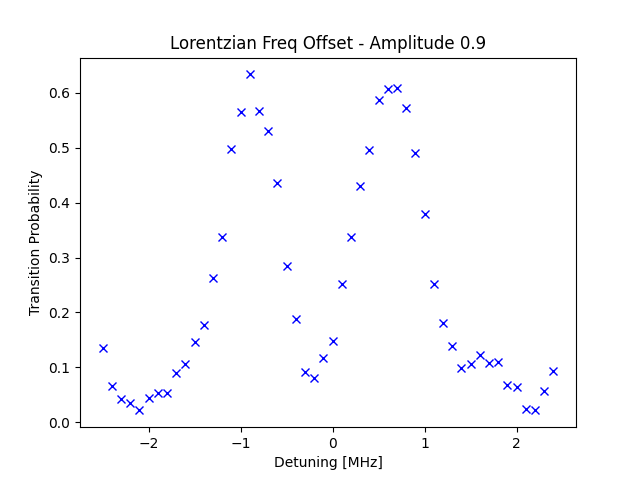 Lorentzian Freq Offset - Amplitude 0.9
Transition Probability
0.6
0.5
0.4
0.3
0.2
0.1
0.0
−2 −1 0 1 2
Detuning [MHz]